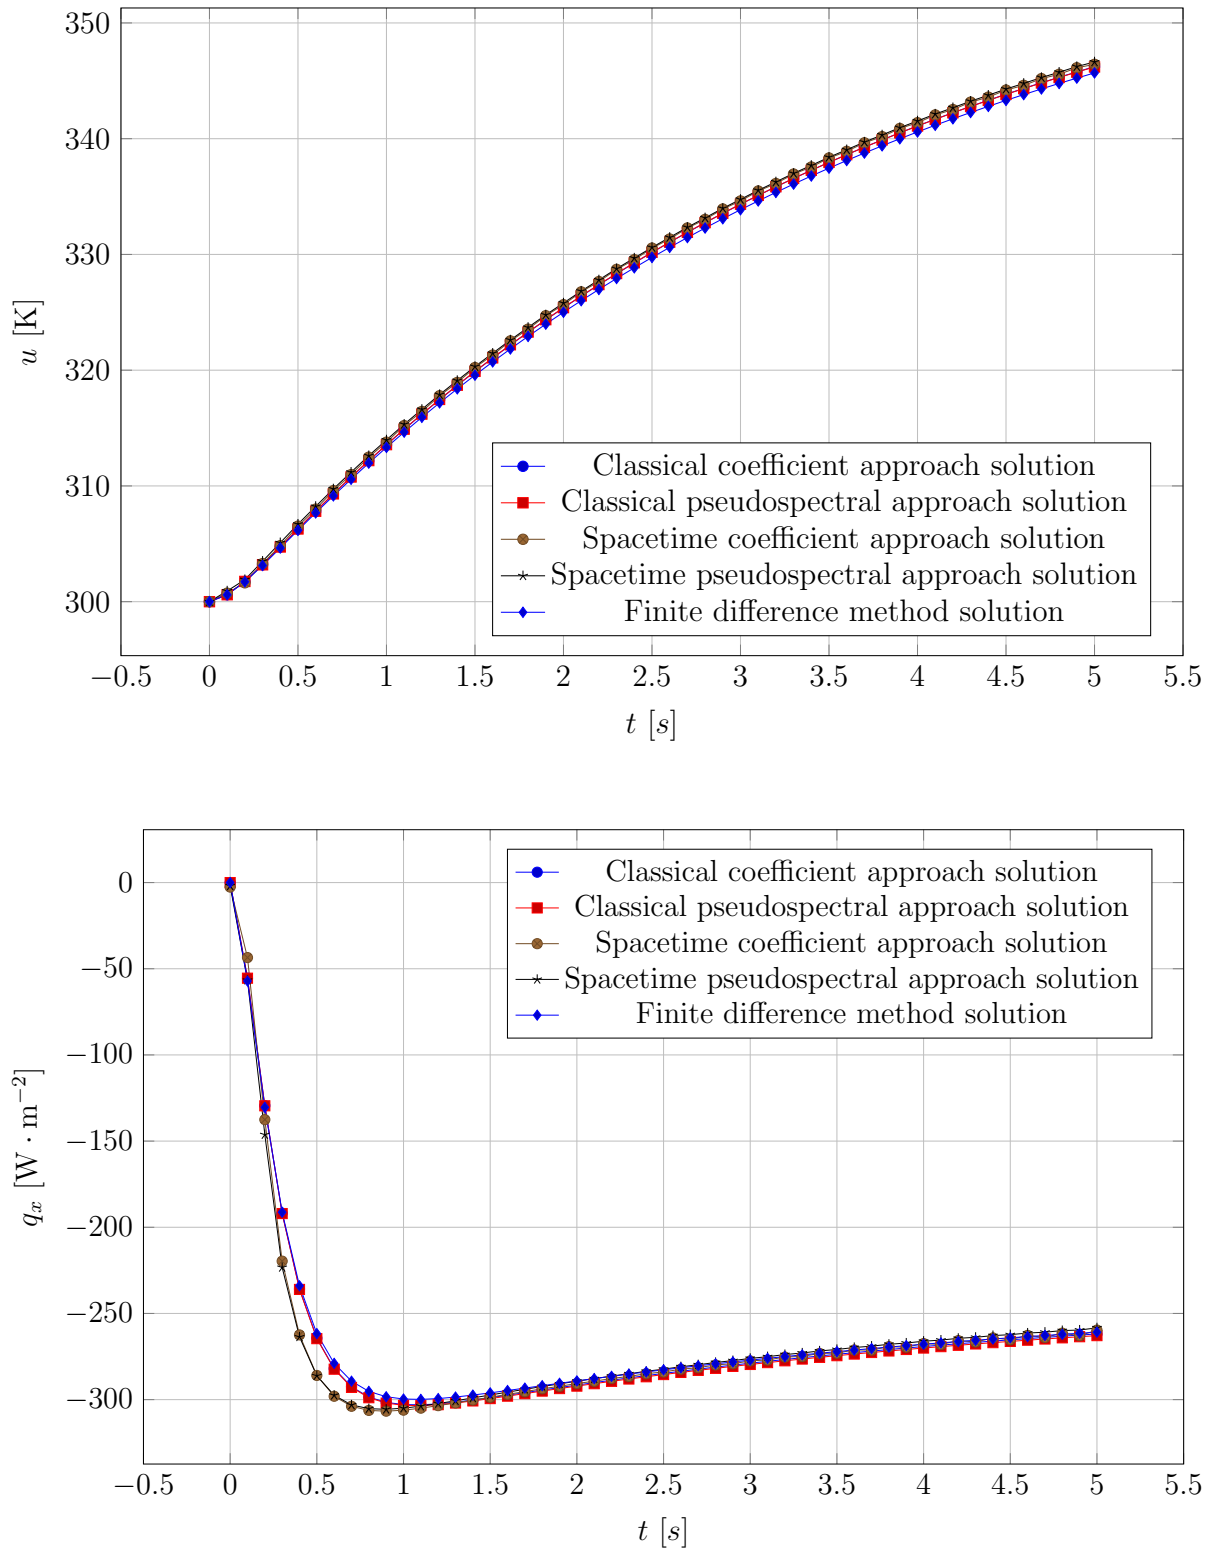 350
340
330
320
310
300
u [K]
Classical coefficient approach solution
Classical pseudospectral approach solution
Spacetime coefficient approach solution
Spacetime pseudospectral approach solution
Finite difference method solution
−0.5 0 0.5 1 1.5 2 2.5 3 3.5 4 4.5 5 5.5
t [s]
0
−50
−100
−150
−200
−250
−300
q_x [W · m^{−2}]
Classical coefficient approach solution
Classical pseudospectral approach solution
Spacetime coefficient approach solution
Spacetime pseudospectral approach solution
Finite difference method solution
−0.5 0 0.5 1 1.5 2 2.5 3 3.5 4 4.5 5 5.5
t [s]